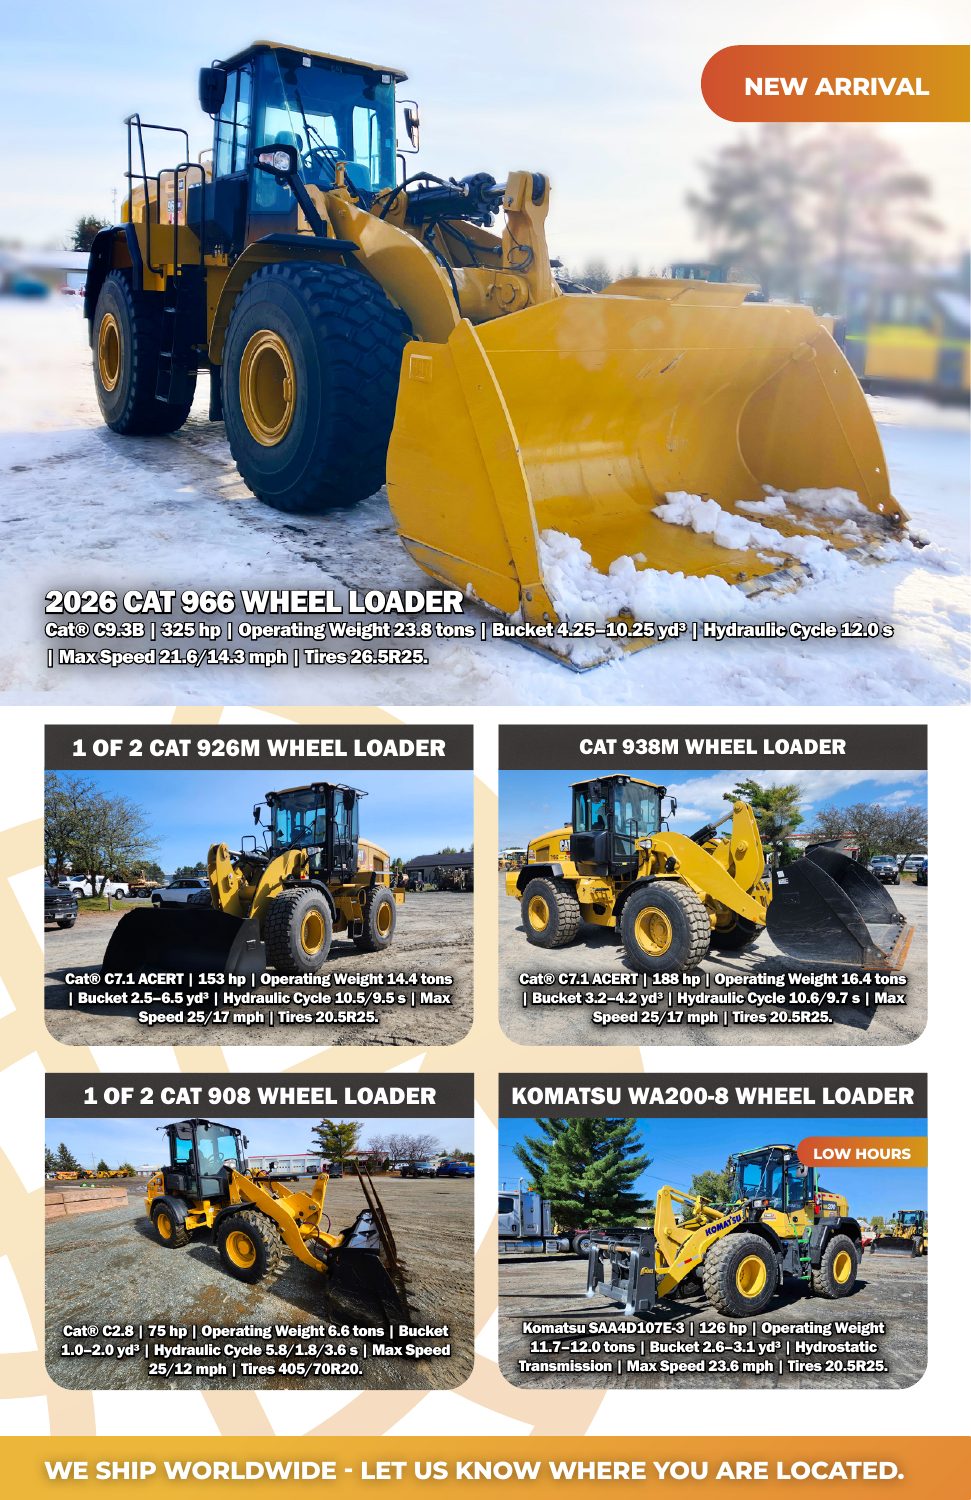 NEW ARRIVAL
2026 CAT 966 WHEEL LOADER
Cat® C9.3B | 325 hp | Operating Weight 23.8 tons | Bucket 4.25–10.25 yd³ | Hydraulic Cycle 12.0 s
| Max Speed 21.6/14.3 mph | Tires 26.5R25.
1 OF 2 CAT 926M WHEEL LOADER
Cat® C7.1 ACERT | 153 hp | Operating Weight 14.4 tons
| Bucket 2.5–6.5 yd³ | Hydraulic Cycle 10.5/9.5 s | Max
Speed 25/17 mph | Tires 20.5R25.
CAT 938M WHEEL LOADER
Cat® C7.1 ACERT | 188 hp | Operating Weight 16.4 tons
| Bucket 3.2–4.2 yd³ | Hydraulic Cycle 10.6/9.7 s | Max
Speed 25/17 mph | Tires 20.5R25.
1 OF 2 CAT 908 WHEEL LOADER
Cat® C2.8 | 75 hp | Operating Weight 6.6 tons | Bucket
1.0–2.0 yd³ | Hydraulic Cycle 5.8/1.8/3.6 s | Max Speed
25/12 mph | Tires 405/70R20.
KOMATSU WA200-8 WHEEL LOADER
LOW HOURS
KOMATSU
Komatsu SAA4D107E-3 | 126 hp | Operating Weight
11.7–12.0 tons | Bucket 2.6–3.1 yd³ | Hydrostatic
Transmission | Max Speed 23.6 mph | Tires 20.5R25.
WE SHIP WORLDWIDE - LET US KNOW WHERE YOU ARE LOCATED.